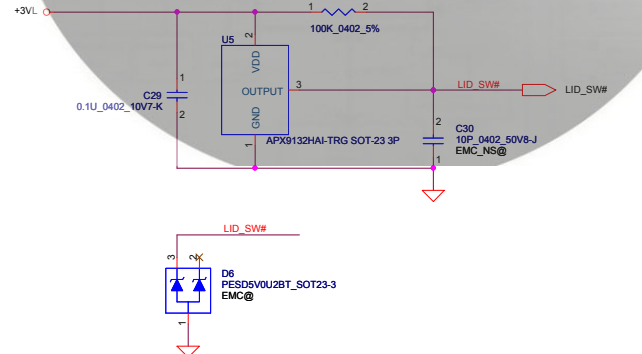 +3VL
1
2
100K_0402_5%
U5
2
VDD
1
C29
OUTPUT
3
LID_SW#
LID_SW#
0.1U_0402_10V7-K
2
GND
2
C30
1
APX9132HAI-TRG SOT-23 3P
10P_0402_50V8-J
EMC_NS@
1
LID_SW#
3
2
D6
PESD5V0U2BT_SOT23-3
EMC@
1